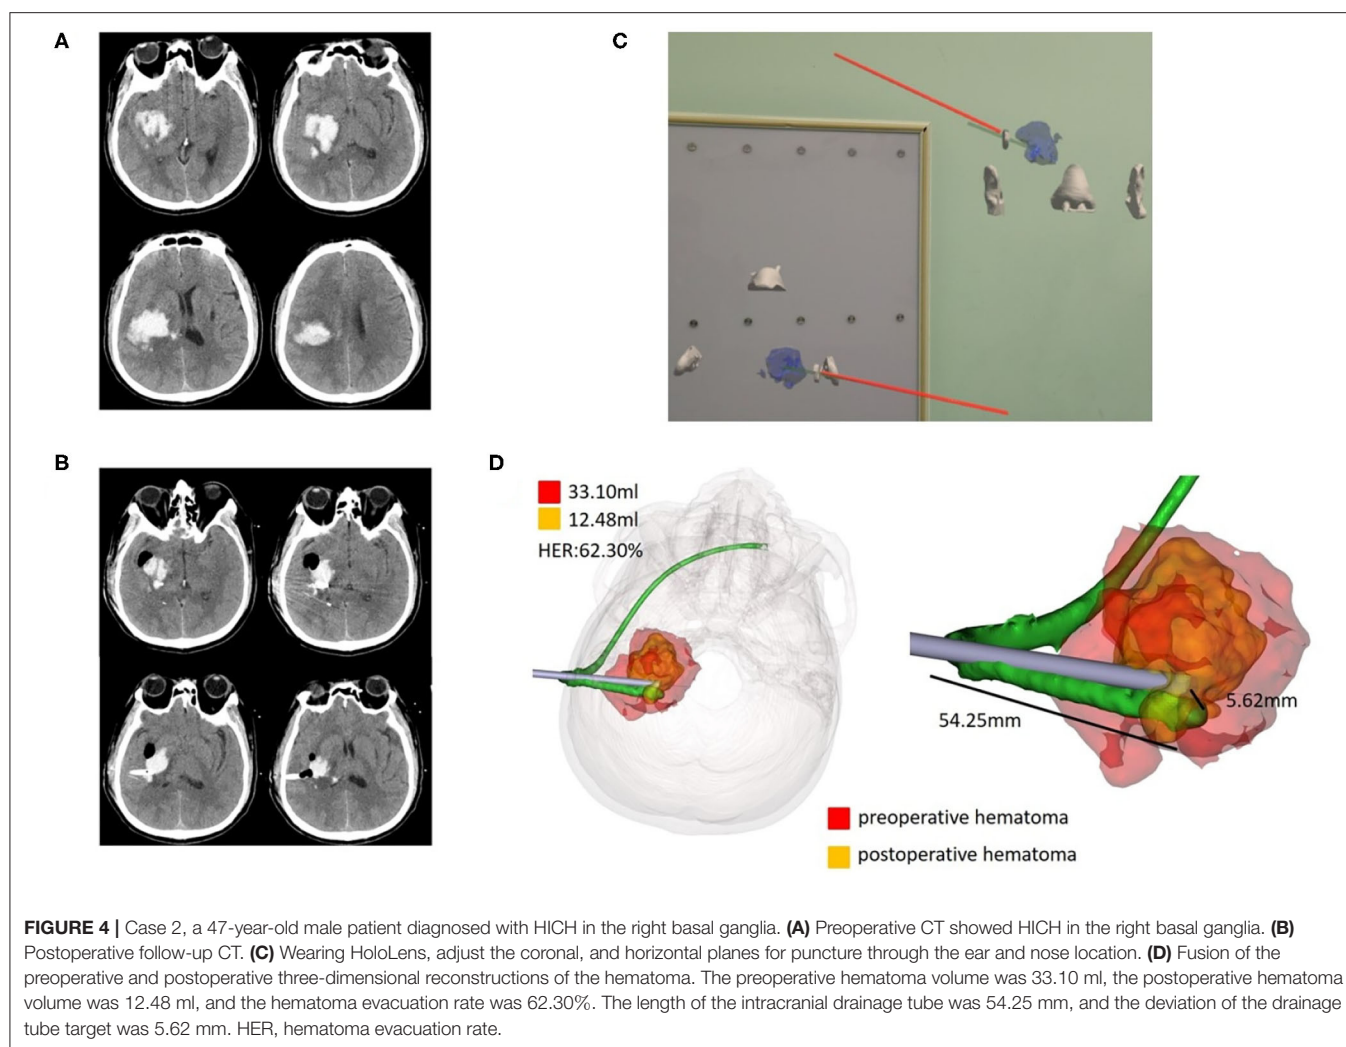 A
C
B
D
33.10ml
12.48ml
HER:62.30%
54.25mm
5.62mm
preoperative hematoma
postoperative hematoma
FIGURE 4 | Case 2, a 47-year-old male patient diagnosed with HICH in the right basal ganglia. (A) Preoperative CT showed HICH in the right basal ganglia. (B)
Postoperative follow-up CT. (C) Wearing HoloLens, adjust the coronal, and horizontal planes for puncture through the ear and nose location. (D) Fusion of the
preoperative and postoperative three-dimensional reconstructions of the hematoma. The preoperative hematoma volume was 33.10 ml, the postoperative hematoma
volume was 12.48 ml, and the hematoma evacuation rate was 62.30%. The length of the intracranial drainage tube was 54.25 mm, and the deviation of the drainage
tube target was 5.62 mm. HER, hematoma evacuation rate.